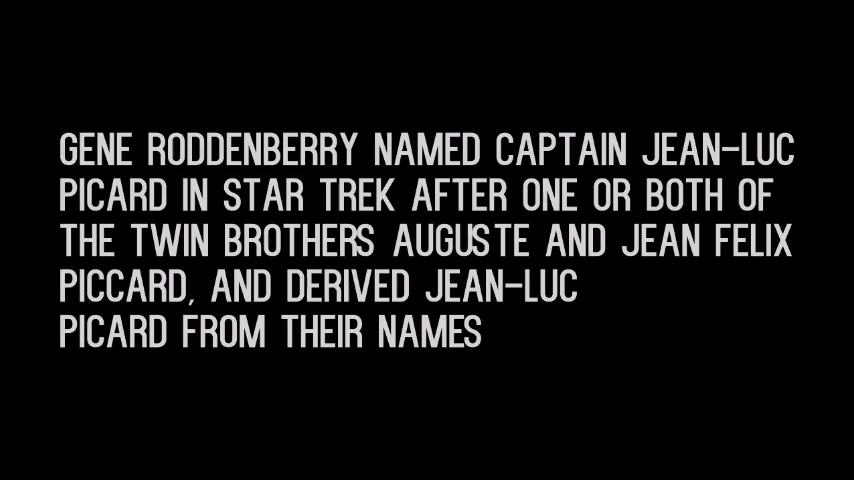 GENE RODDENBERRY NAMED CAPTAIN JEAN-LUC
PICARD IN STAR TREK AFTER ONE OR BOTH OF
THE TWIN BROTHERS AUGUSTE AND JEAN FELIX
PICCARD, AND DERIVED JEAN-LUC
PICARD FROM THEIR NAMES